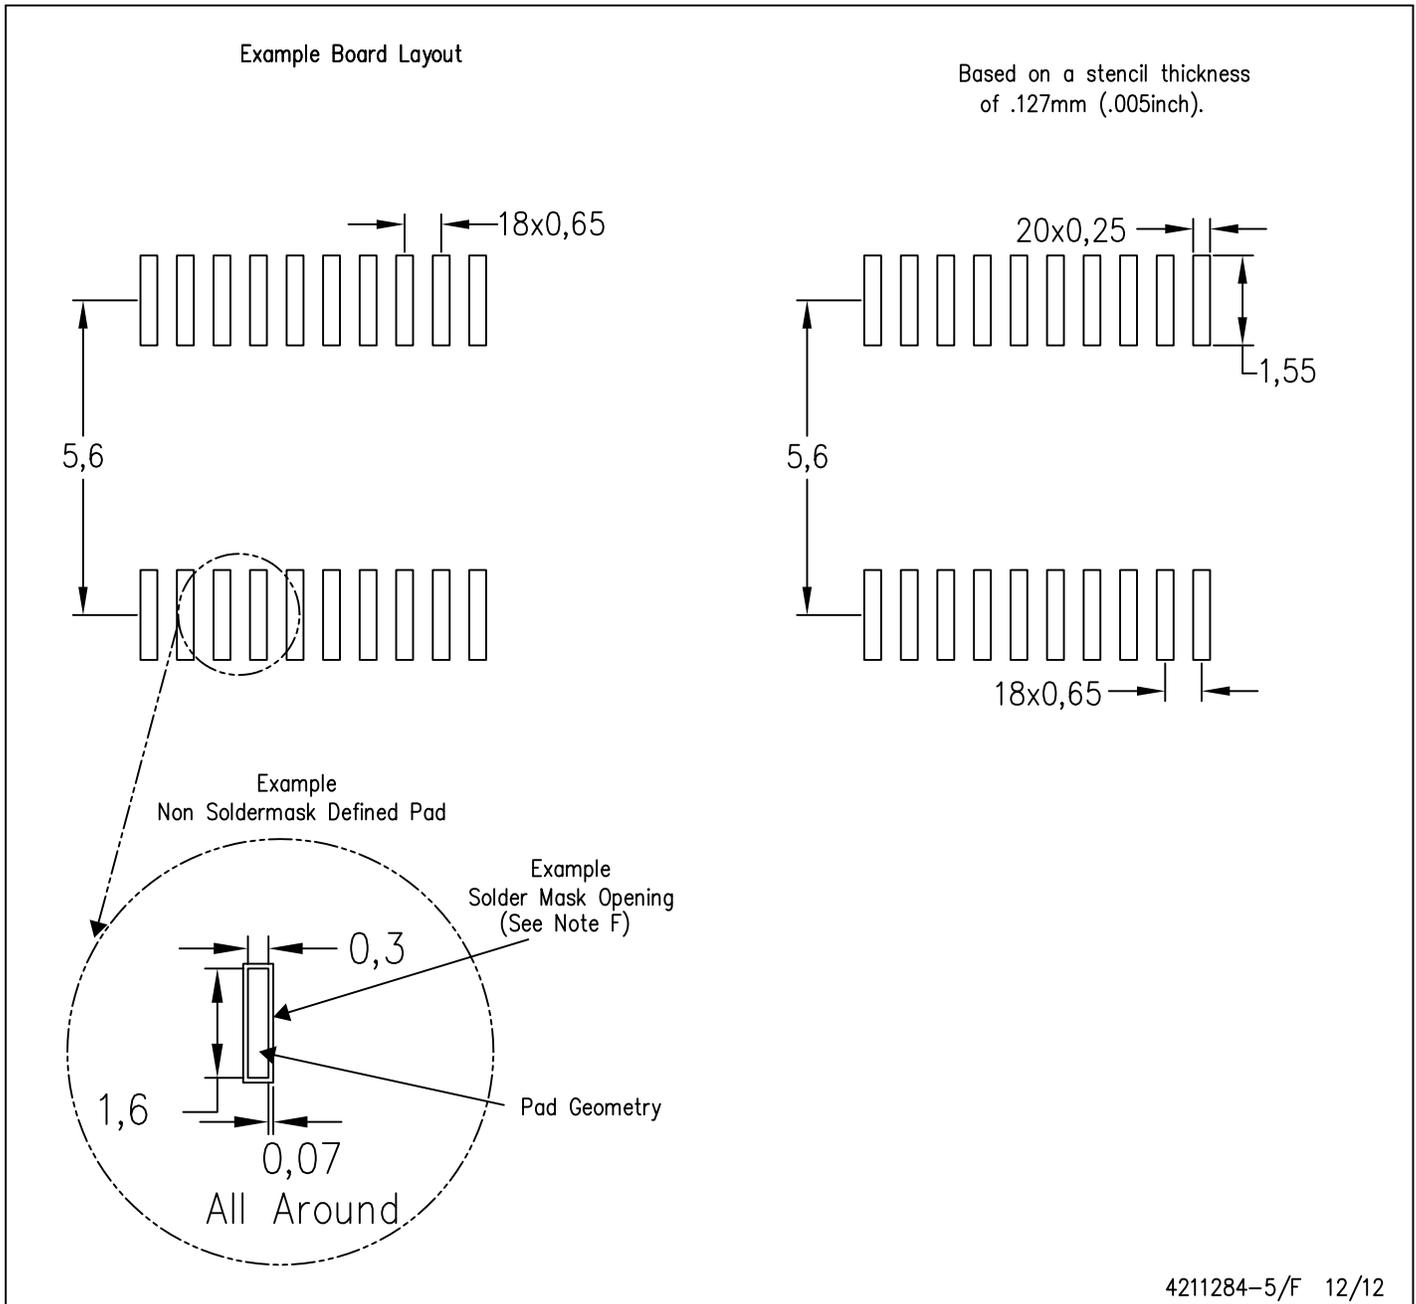 Example Board Layout
Based on a stencil thickness
of .127mm (.005inch).
18x0,65
20x0,25
1,55
5,6
5,6
18x0,65
Example
Non Soldermask Defined Pad
Example
Solder Mask Opening
(See Note F)
0,3
1,6
Pad Geometry
0,07
All Around
4211284-5/F 12/12